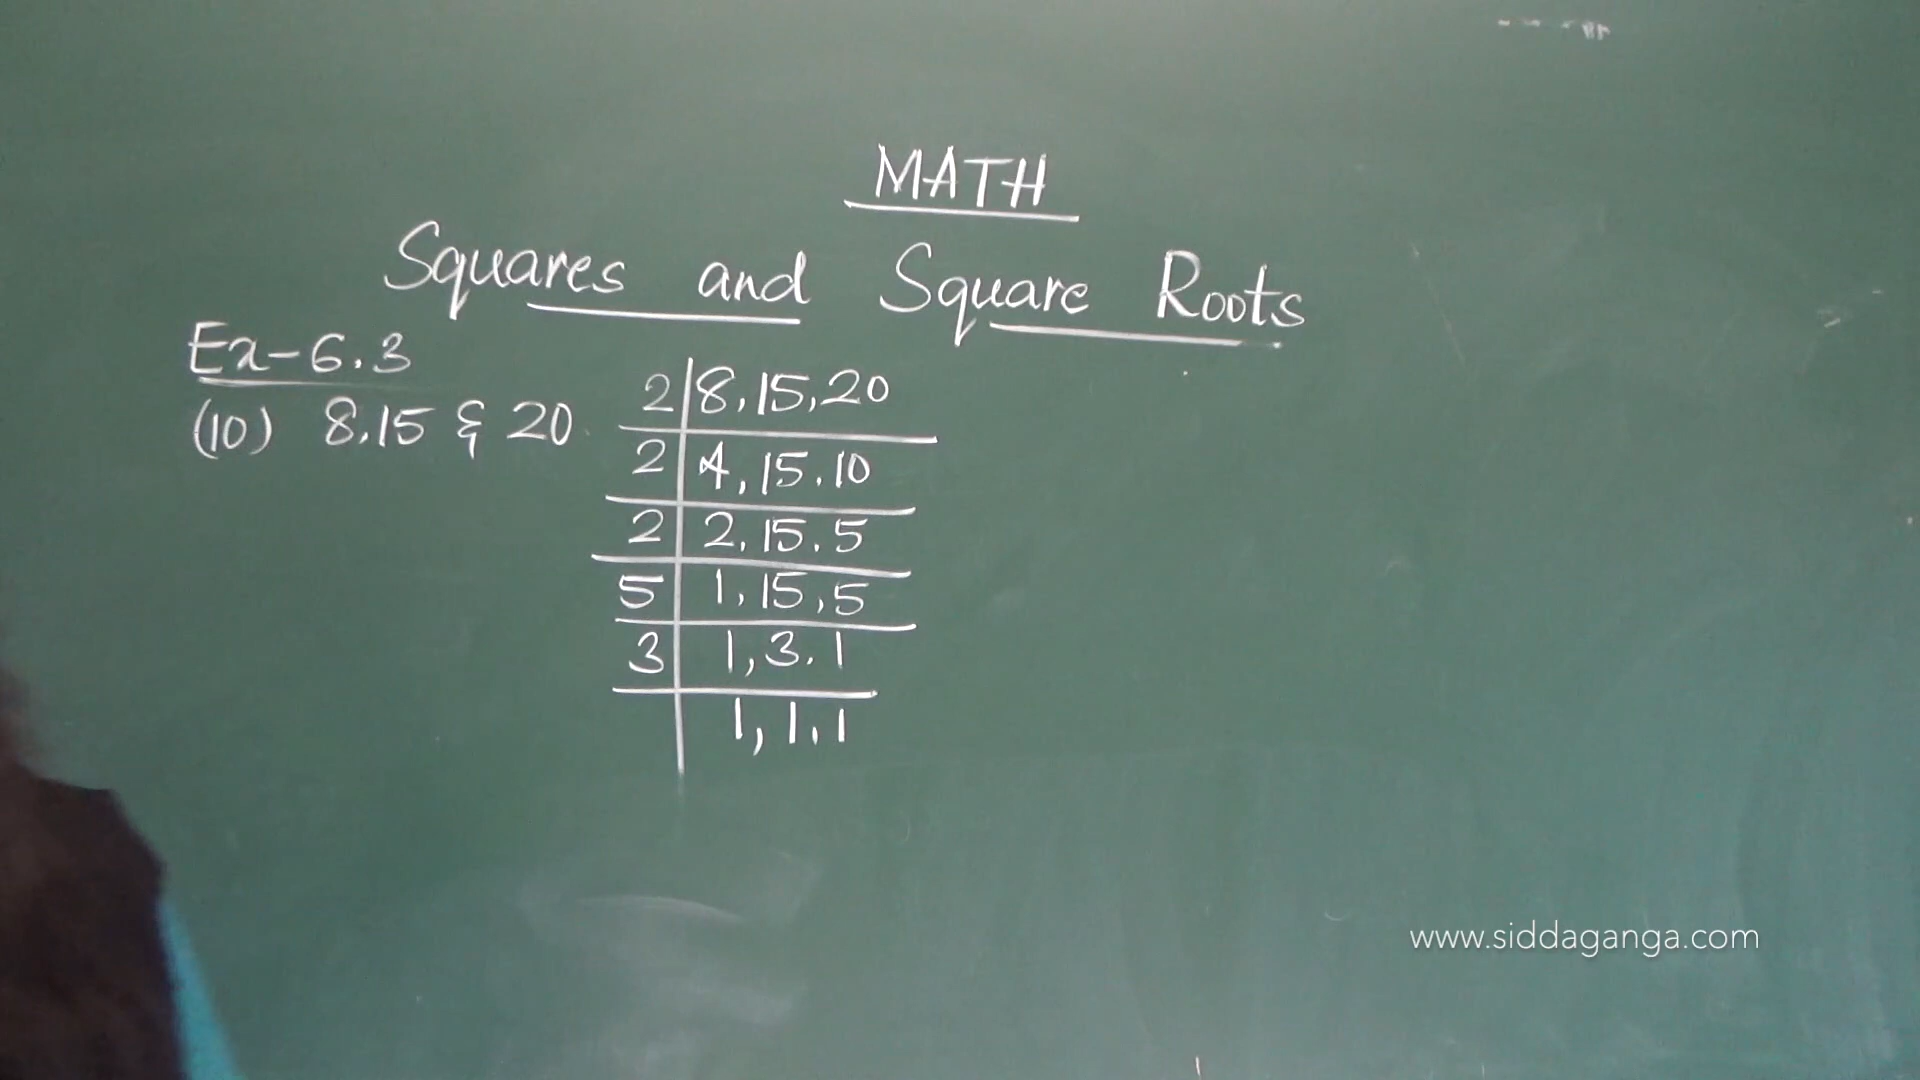 MATH
Squares and Square Roots
Ex-6.3
(10) 8,15 & 20
2 8,15,20
2 4,15,10
2 2,15,5
5 1,15,5
3 1,3,1
1,1,1
www.siddaganga.com